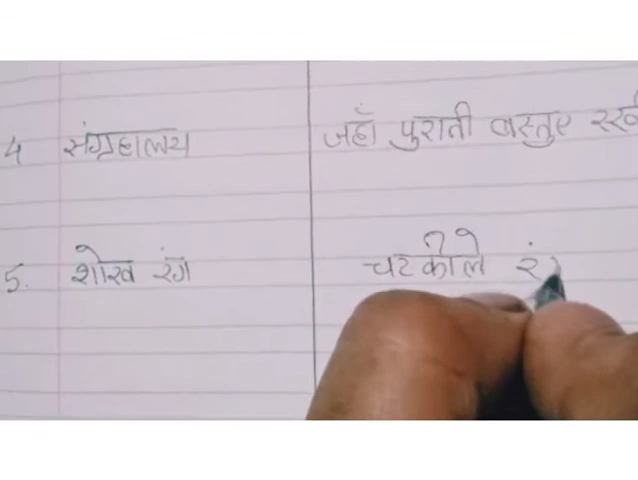 4 संग्रहालय जहाँ पुरानी वस्तुए
5. शोख रंग चटकीले